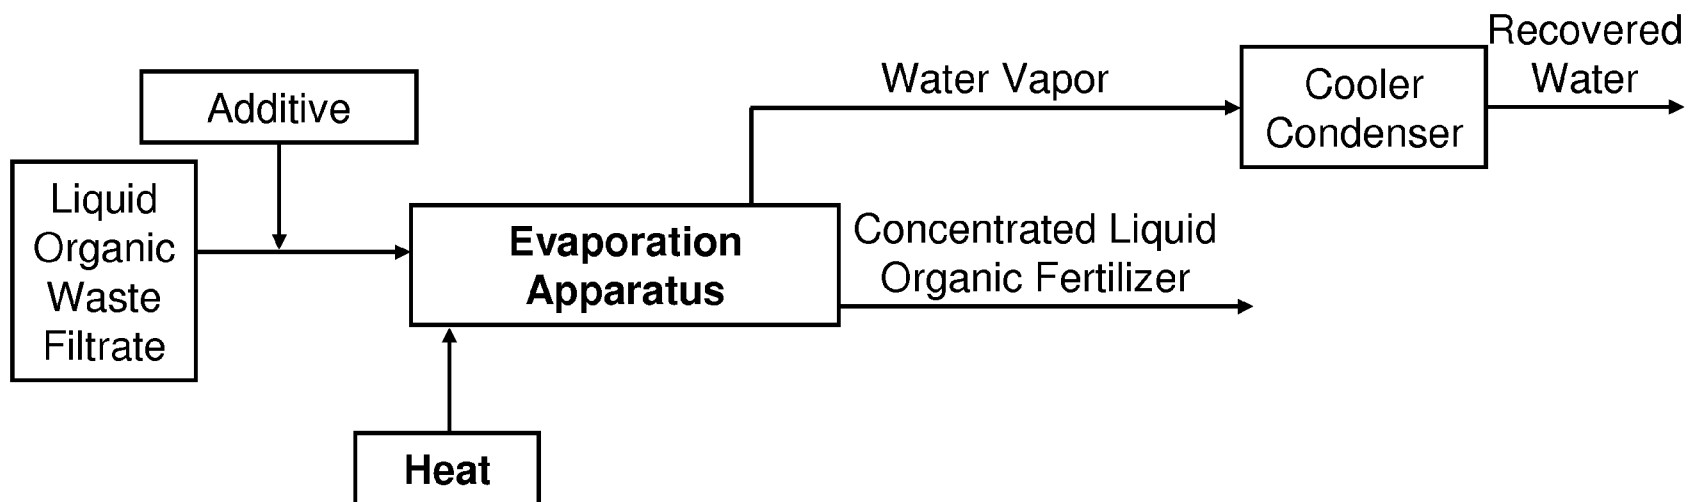 Additive
Liquid
Organic
Waste
Filtrate
Evaporation
Apparatus
Heat
Water Vapor
Concentrated Liquid
Organic Fertilizer
Cooler
Condenser
Recovered
Water